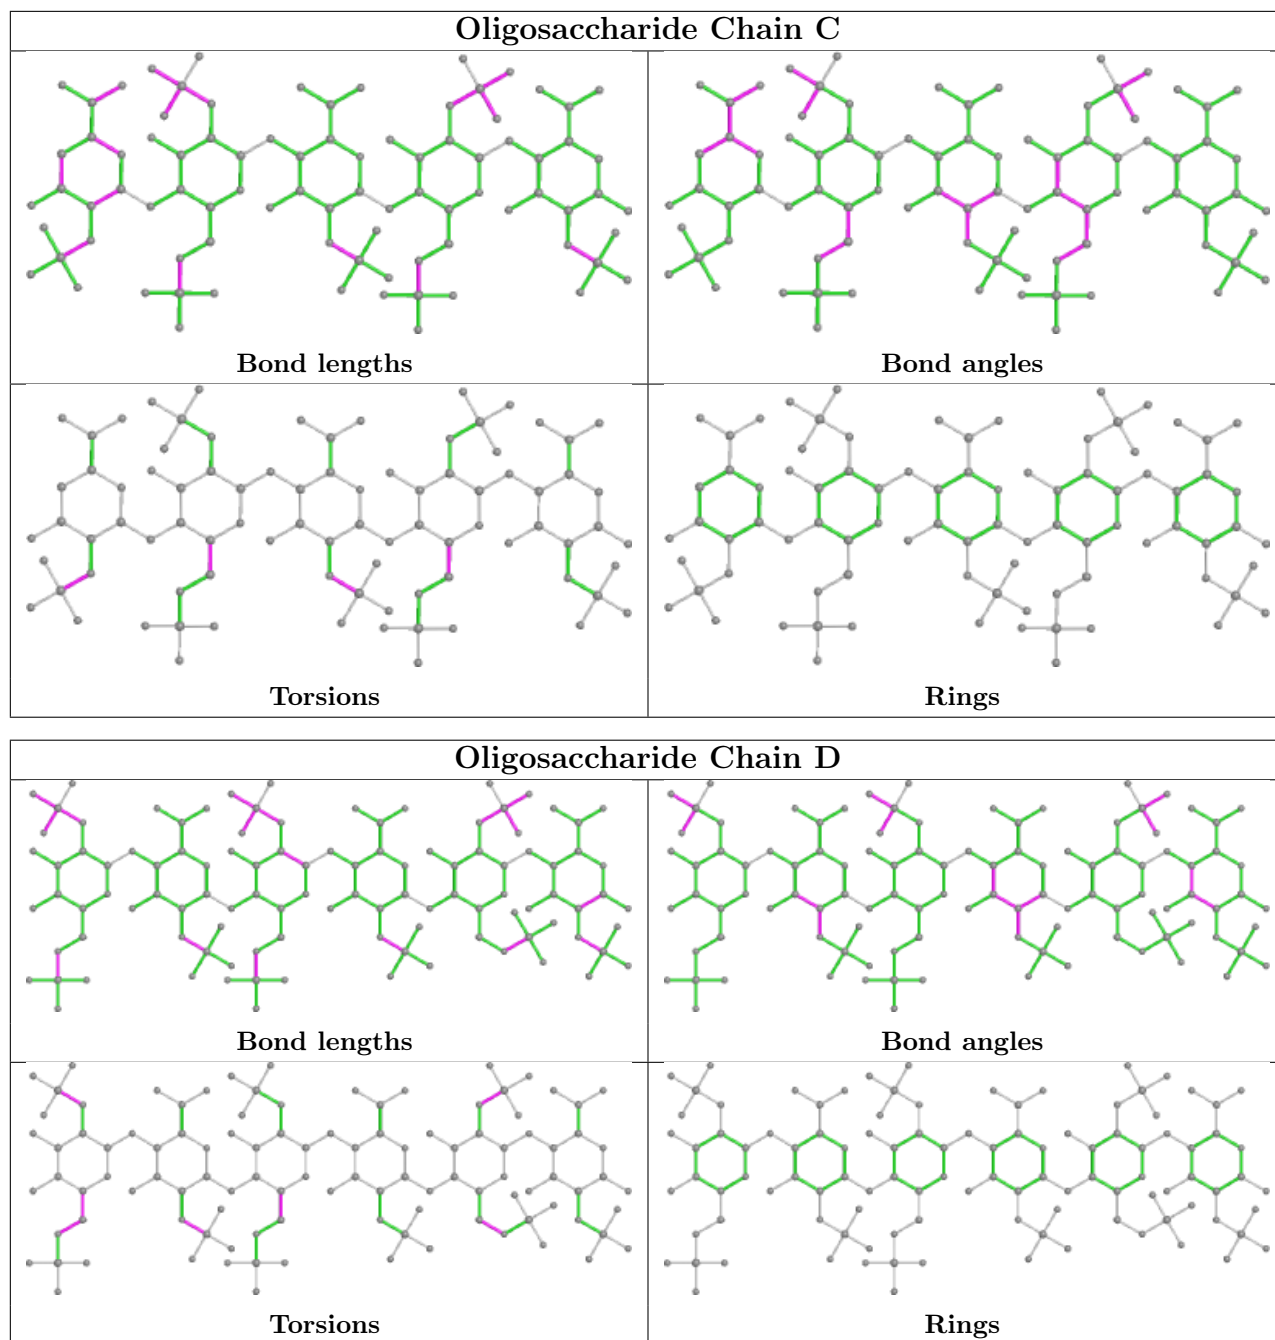 Oligosaccharide Chain C
Bond lengths
Bond angles
Torsions
Rings
Oligosaccharide Chain D
Bond lengths
Bond angles
Torsions
Rings